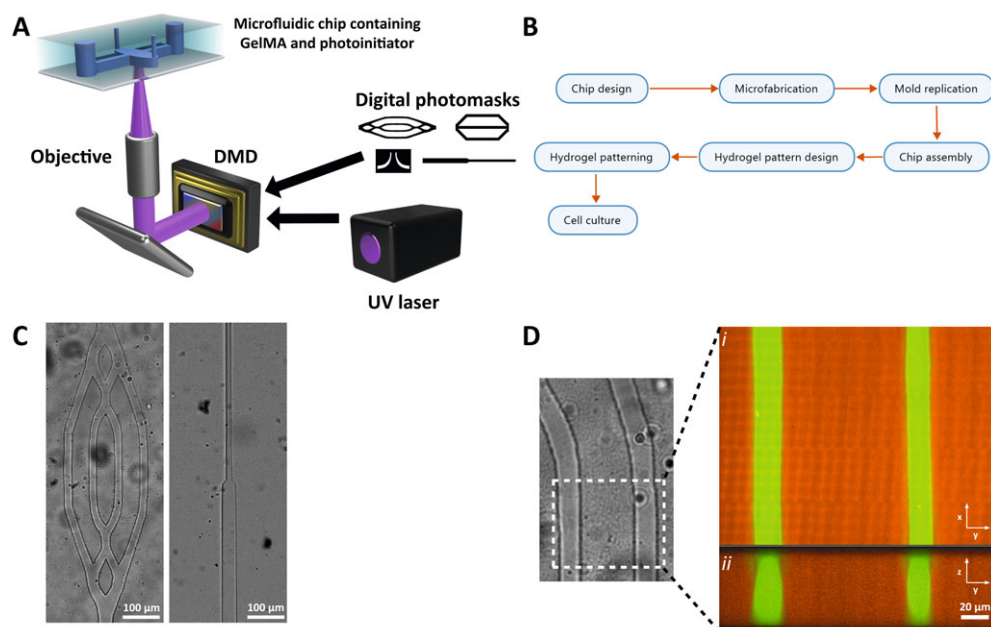 A
Microfluidic chip containing
GelMA and photoinitiator
Digital photomasks
Objective
DMD
UV laser
B
Chip design
Microfabrication
Mold replication
Hydrogel patterning
Hydrogel pattern design
Chip assembly
Cell culture
C
100 µm
100 µm
D
i
x
y
ii
z
y
20 µm